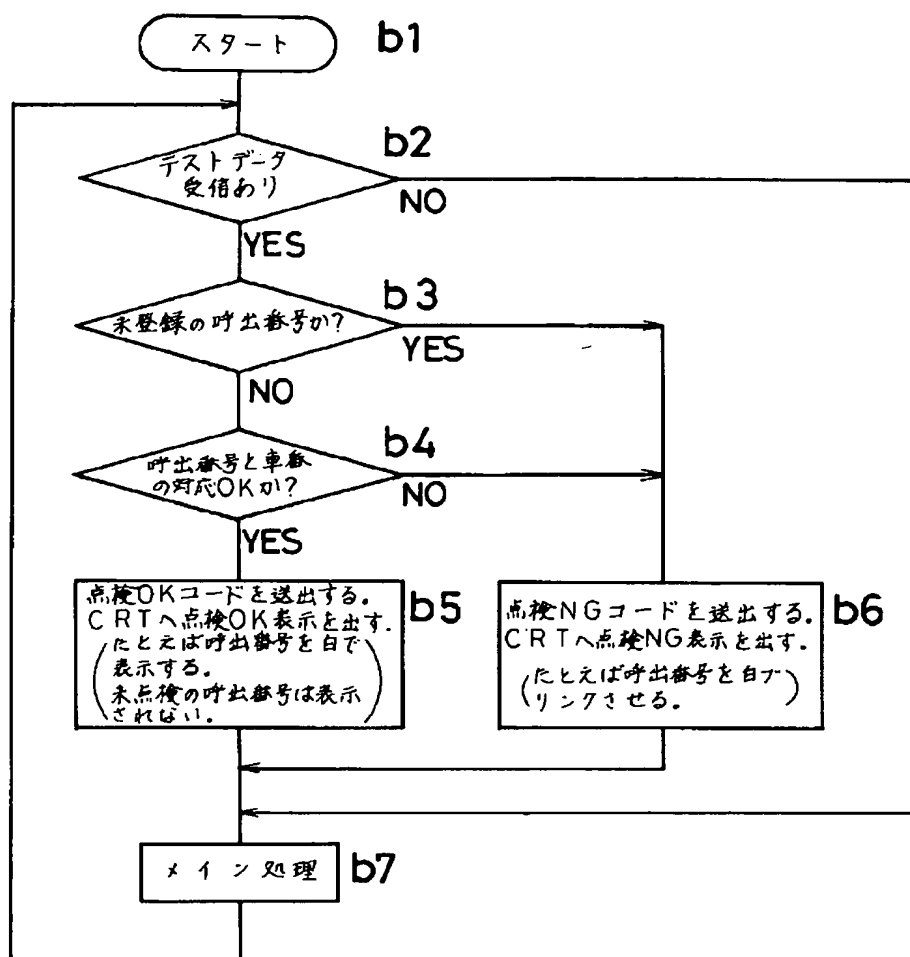 スタート
b1
b2
テストデータ
受信あり
NO
YES
b3
未登録の呼出番号か?
YES
NO
b4
呼出番号と車番
の対応OKか?
NO
YES
点検OKコードを送出する。
CRTへ点検OK表示を出す.
(たとえば呼出番号を白で
表示する。
未点検の呼出番号は表示
されない。)
b5
点検NGコードを送出する。
CRTへ点検NG表示を出す。
(たとえば呼出番号を白ブ
リンクさせる。)
b6
メイン処理
b7